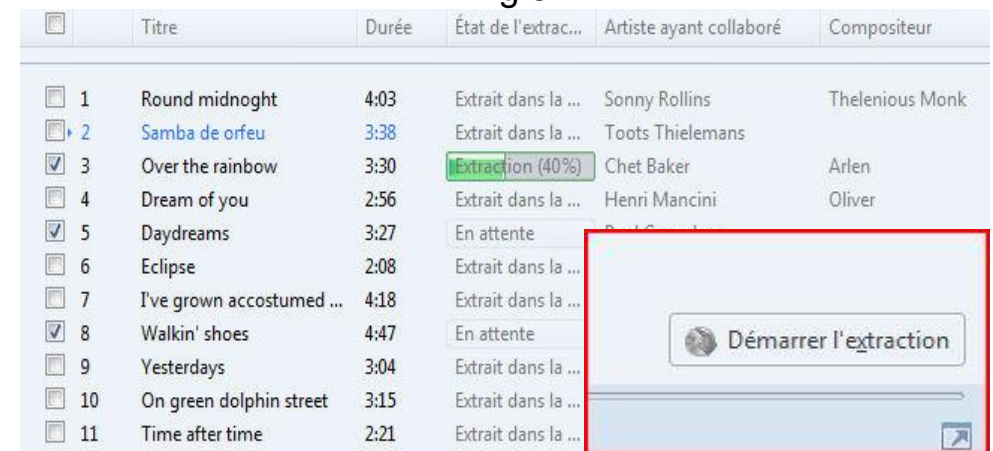 Titre Durée État de l'extrac... Artiste ayant collaboré Compositeur
1 Round midnoght 4:03 Extrait dans la ... Sonny Rollins Thelenious Monk
2 Samba de orfeu 3:38 Extrait dans la ... Toots Thielemans
3 Over the rainbow 3:30 Extraction (40%) Chet Baker Arlen
4 Dream of you 2:56 Extrait dans la ... Henri Mancini Oliver
5 Daydreams 3:27 En attente
6 Eclipse 2:08 Extrait dans la ...
7 I've grown accostumed ... 4:18 Extrait dans la ...
8 Walkin' shoes 4:47 En attente
Démarrer l'extraction
9 Yesterdays 3:04 Extrait dans la ...
10 On green dolphin street 3:15 Extrait dans la ...
11 Time after time 2:21 Extrait dans la ...